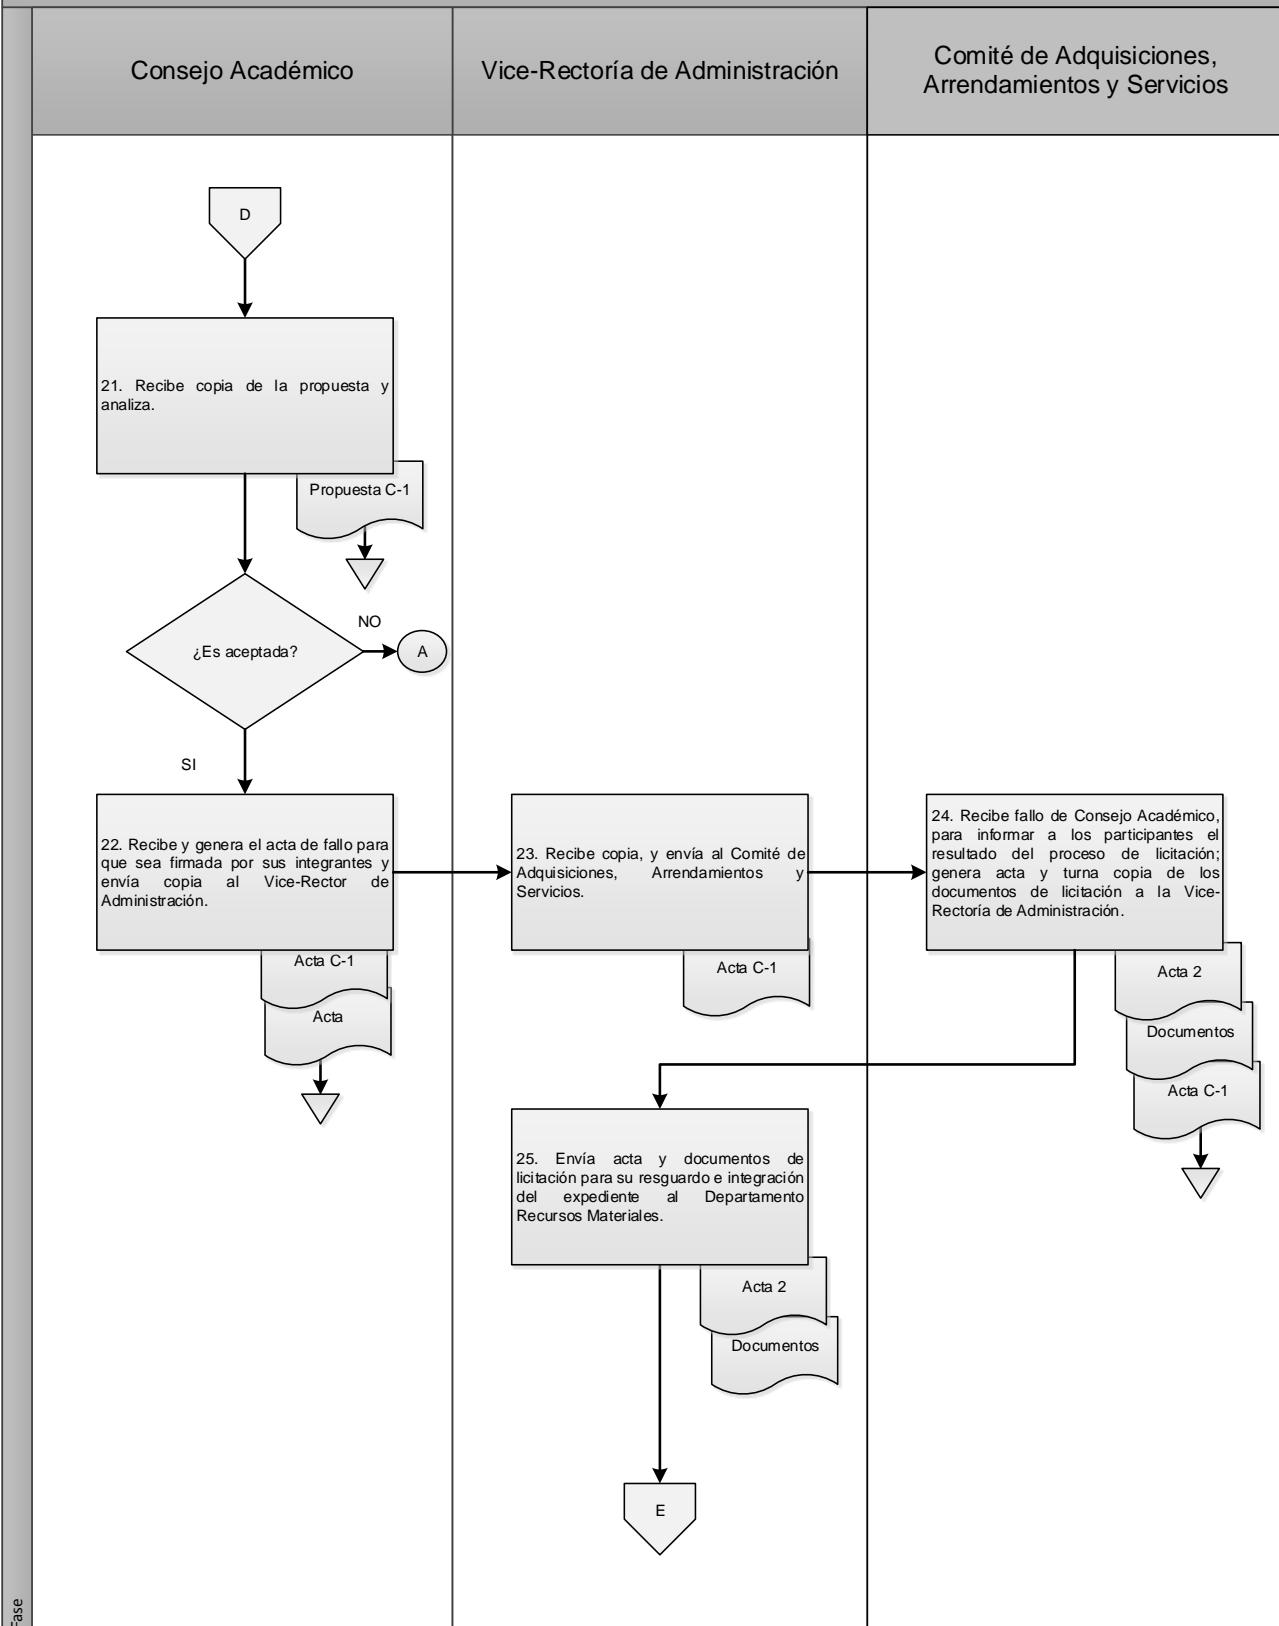 Consejo Académico
Vice-Rectoría de Administración
Comité de Adquisiciones,
Arrendamientos y Servicios
D
21. Recibe copia de la propuesta y
analiza.
Propuesta C-1
¿Es aceptada?
NO
A
SI
22. Recibe y genera el acta de fallo para
que sea firmada por sus integrantes y
envía copia al Vice-Rector de
Administración.
Acta C-1
Acta
23. Recibe copia, y envía al Comité de
Adquisiciones, Arrendamientos y
Servicios.
Acta C-1
24. Recibe fallo de Consejo Académico,
para informar a los participantes el
resultado del proceso de licitación;
genera acta y turna copia de los
documentos de licitación a la Vice-
Rectoría de Administración.
Acta 2
Documentos
Acta C-1
25. Envía acta y documentos de
licitación para su resguardo e integración
del expediente al Departamento
Recursos Materiales.
Acta 2
Documentos
E
Fase